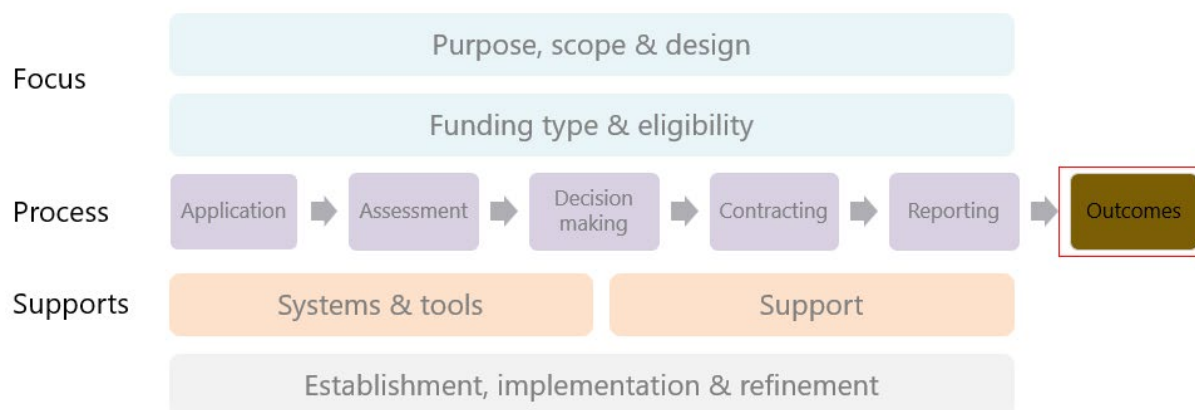 Purpose, scope & design
Focus
Funding type & eligibility
Process
Application
Assessment
Decision
making
Contracting
Reporting
Outcomes
Supports
Systems & tools
Support
Establishment, implementation & refinement